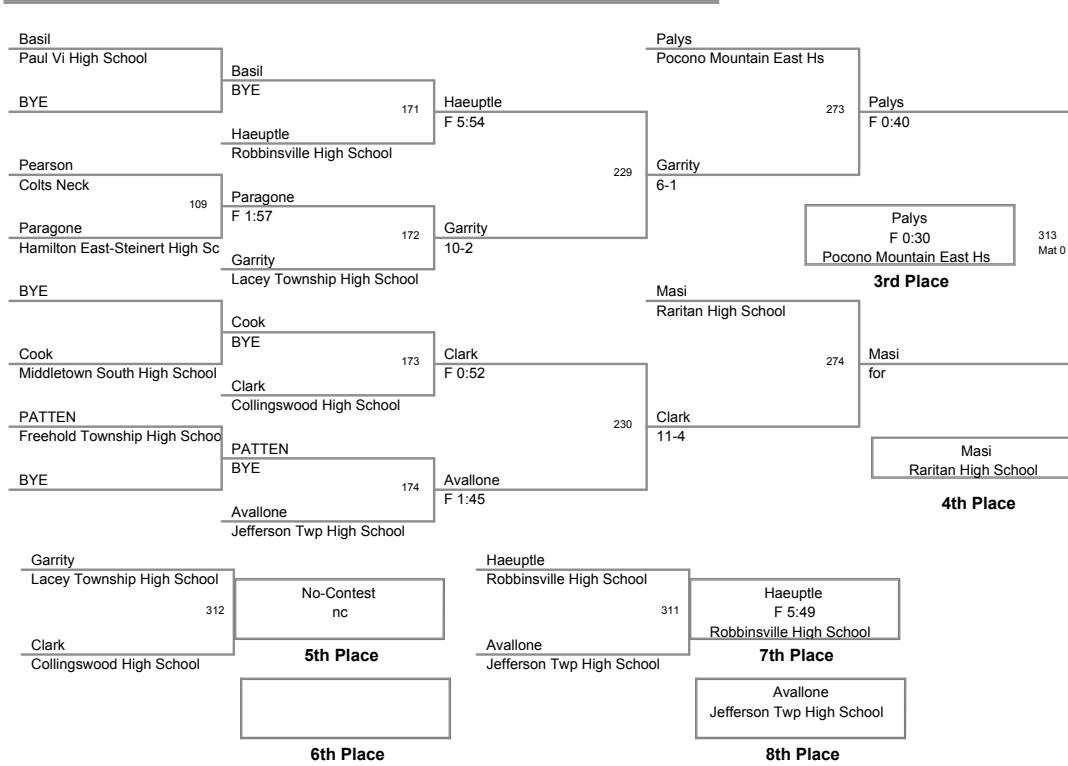 Basil
Paul Vi High School
BYE
Pearson
Colts Neck
109
Paragone
Hamilton East-Steinert High Sc
BYE
Cook
Middletown South High School
PATTEN
Freehold Township High Schoo
BYE
Basil
BYE
171
Haeuptle
Robbinsville High School
Paragone
F 1:57
172
Garrity
Lacey Township High School
Cook
BYE
173
Clark
Collingswood High School
PATTEN
BYE
174
Avallone
Jefferson Twp High School
Haeuptle
F 5:54
229
Garrity
10-2
Clark
F 0:52
230
Avallone
F 1:45
Palys
Pocono Mountain East Hs
273
Garrity
6-1
Masi
Raritan High School
274
Clark
11-4
Palys
F 0:40
Palys
F 0:30
Pocono Mountain East Hs
3rd Place
313
Mat 0
Masi
for
Masi
Raritan High School
4th Place
Garrity
Lacey Township High School
312
Clark
Collingswood High School
No-Contest
nc
5th Place
6th Place
Haeuptle
Robbinsville High School
311
Avallone
Jefferson Twp High School
Haeuptle
F 5:49
Robbinsville High School
7th Place
Avallone
Jefferson Twp High School
8th Place